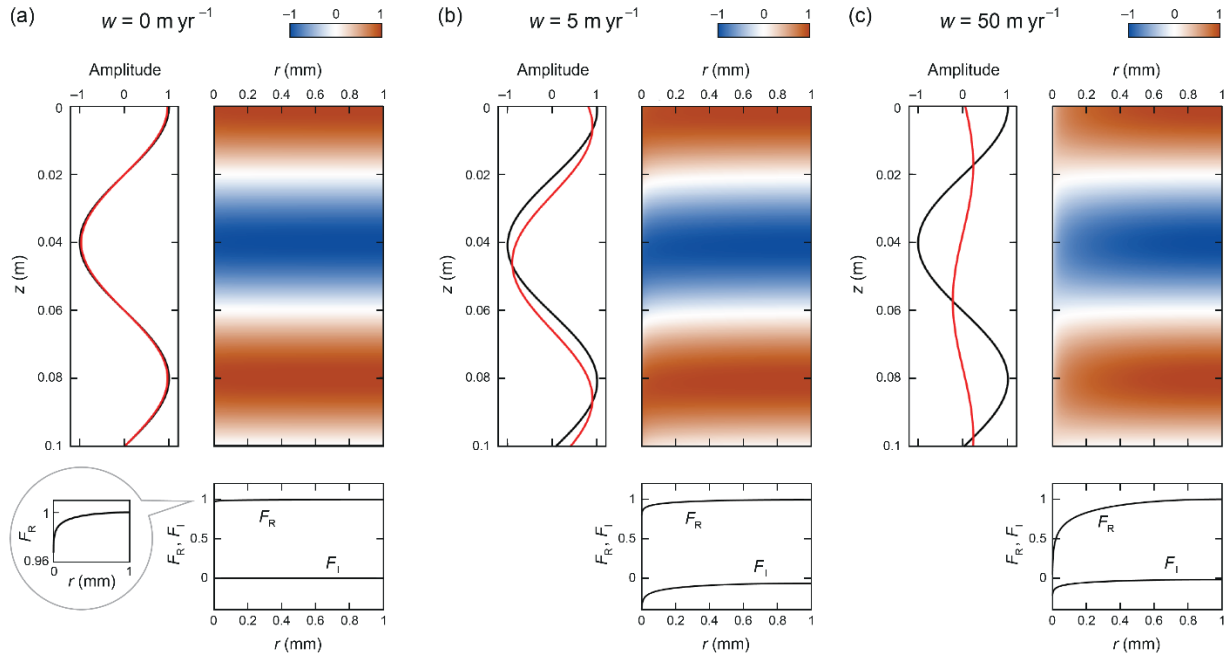 (a) w = 0 m yr⁻¹ −1 0 1
(b) w = 5 m yr⁻¹ −1 0 1
(c) w = 50 m yr⁻¹ −1 0 1
Amplitude r (mm)
Amplitude r (mm)
Amplitude r (mm)
−1 0 1 0 0.2 0.4 0.6 0.8 1
−1 0 1 0 0.2 0.4 0.6 0.8 1
−1 0 1 0 0.2 0.4 0.6 0.8 1
z (m)
0
0.02
0.04
0.06
0.08
0.1
z (m)
0
0.02
0.04
0.06
0.08
0.1
z (m)
0
0.02
0.04
0.06
0.08
0.1
F_R
1
0.96
0 1
r (mm)
F_R, F_I
1
0.5
0
F_R
F_I
0 0.2 0.4 0.6 0.8 1
r (mm)
F_R, F_I
1
0.5
0
F_R
F_I
0 0.2 0.4 0.6 0.8 1
r (mm)
F_R, F_I
1
0.5
0
F_R
F_I
0 0.2 0.4 0.6 0.8 1
r (mm)